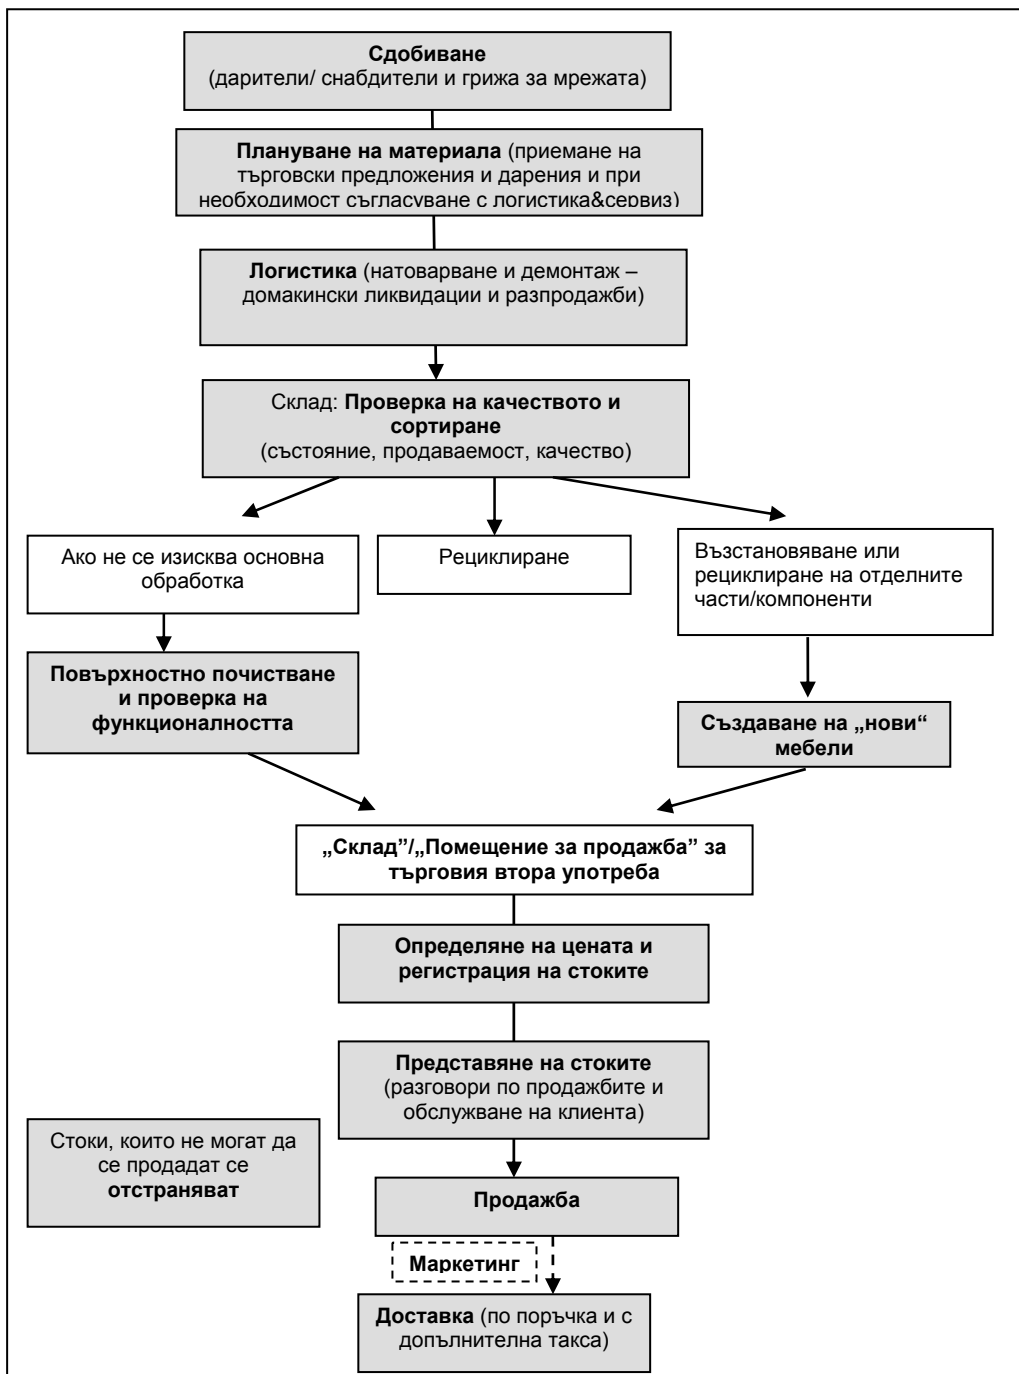 Сдобиване
(дарители/ снабдители и грижа за мрежата)
Плануване на материала (приемане на
търговски предложения и дарения и при
необходимост съгласуване с логистика&сервиз)
Логистика (натоварване и демонтаж –
домакински ликвидации и разпродажби)
Склад: Проверка на качеството и
сортиране
(състояние, продаваемост, качество)
Ако не се изисква основна
обработка
Рециклиране
Възстановяване или
рециклиране на отделните
части/компоненти
Повърхностно почистване
и проверка на
функционалността
Създаване на „нови“
мебели
„Склад”/„Помещение за продажба” за
търговия втора употреба
Определяне на цената и
регистрация на стоките
Представяне на стоките
(разговори по продажбите и
обслужване на клиента)
Стоки, които не могат да
се продадат се
отстраняват
Продажба
Маркетинг
Доставка (по поръчка и с
допълнителна такса)